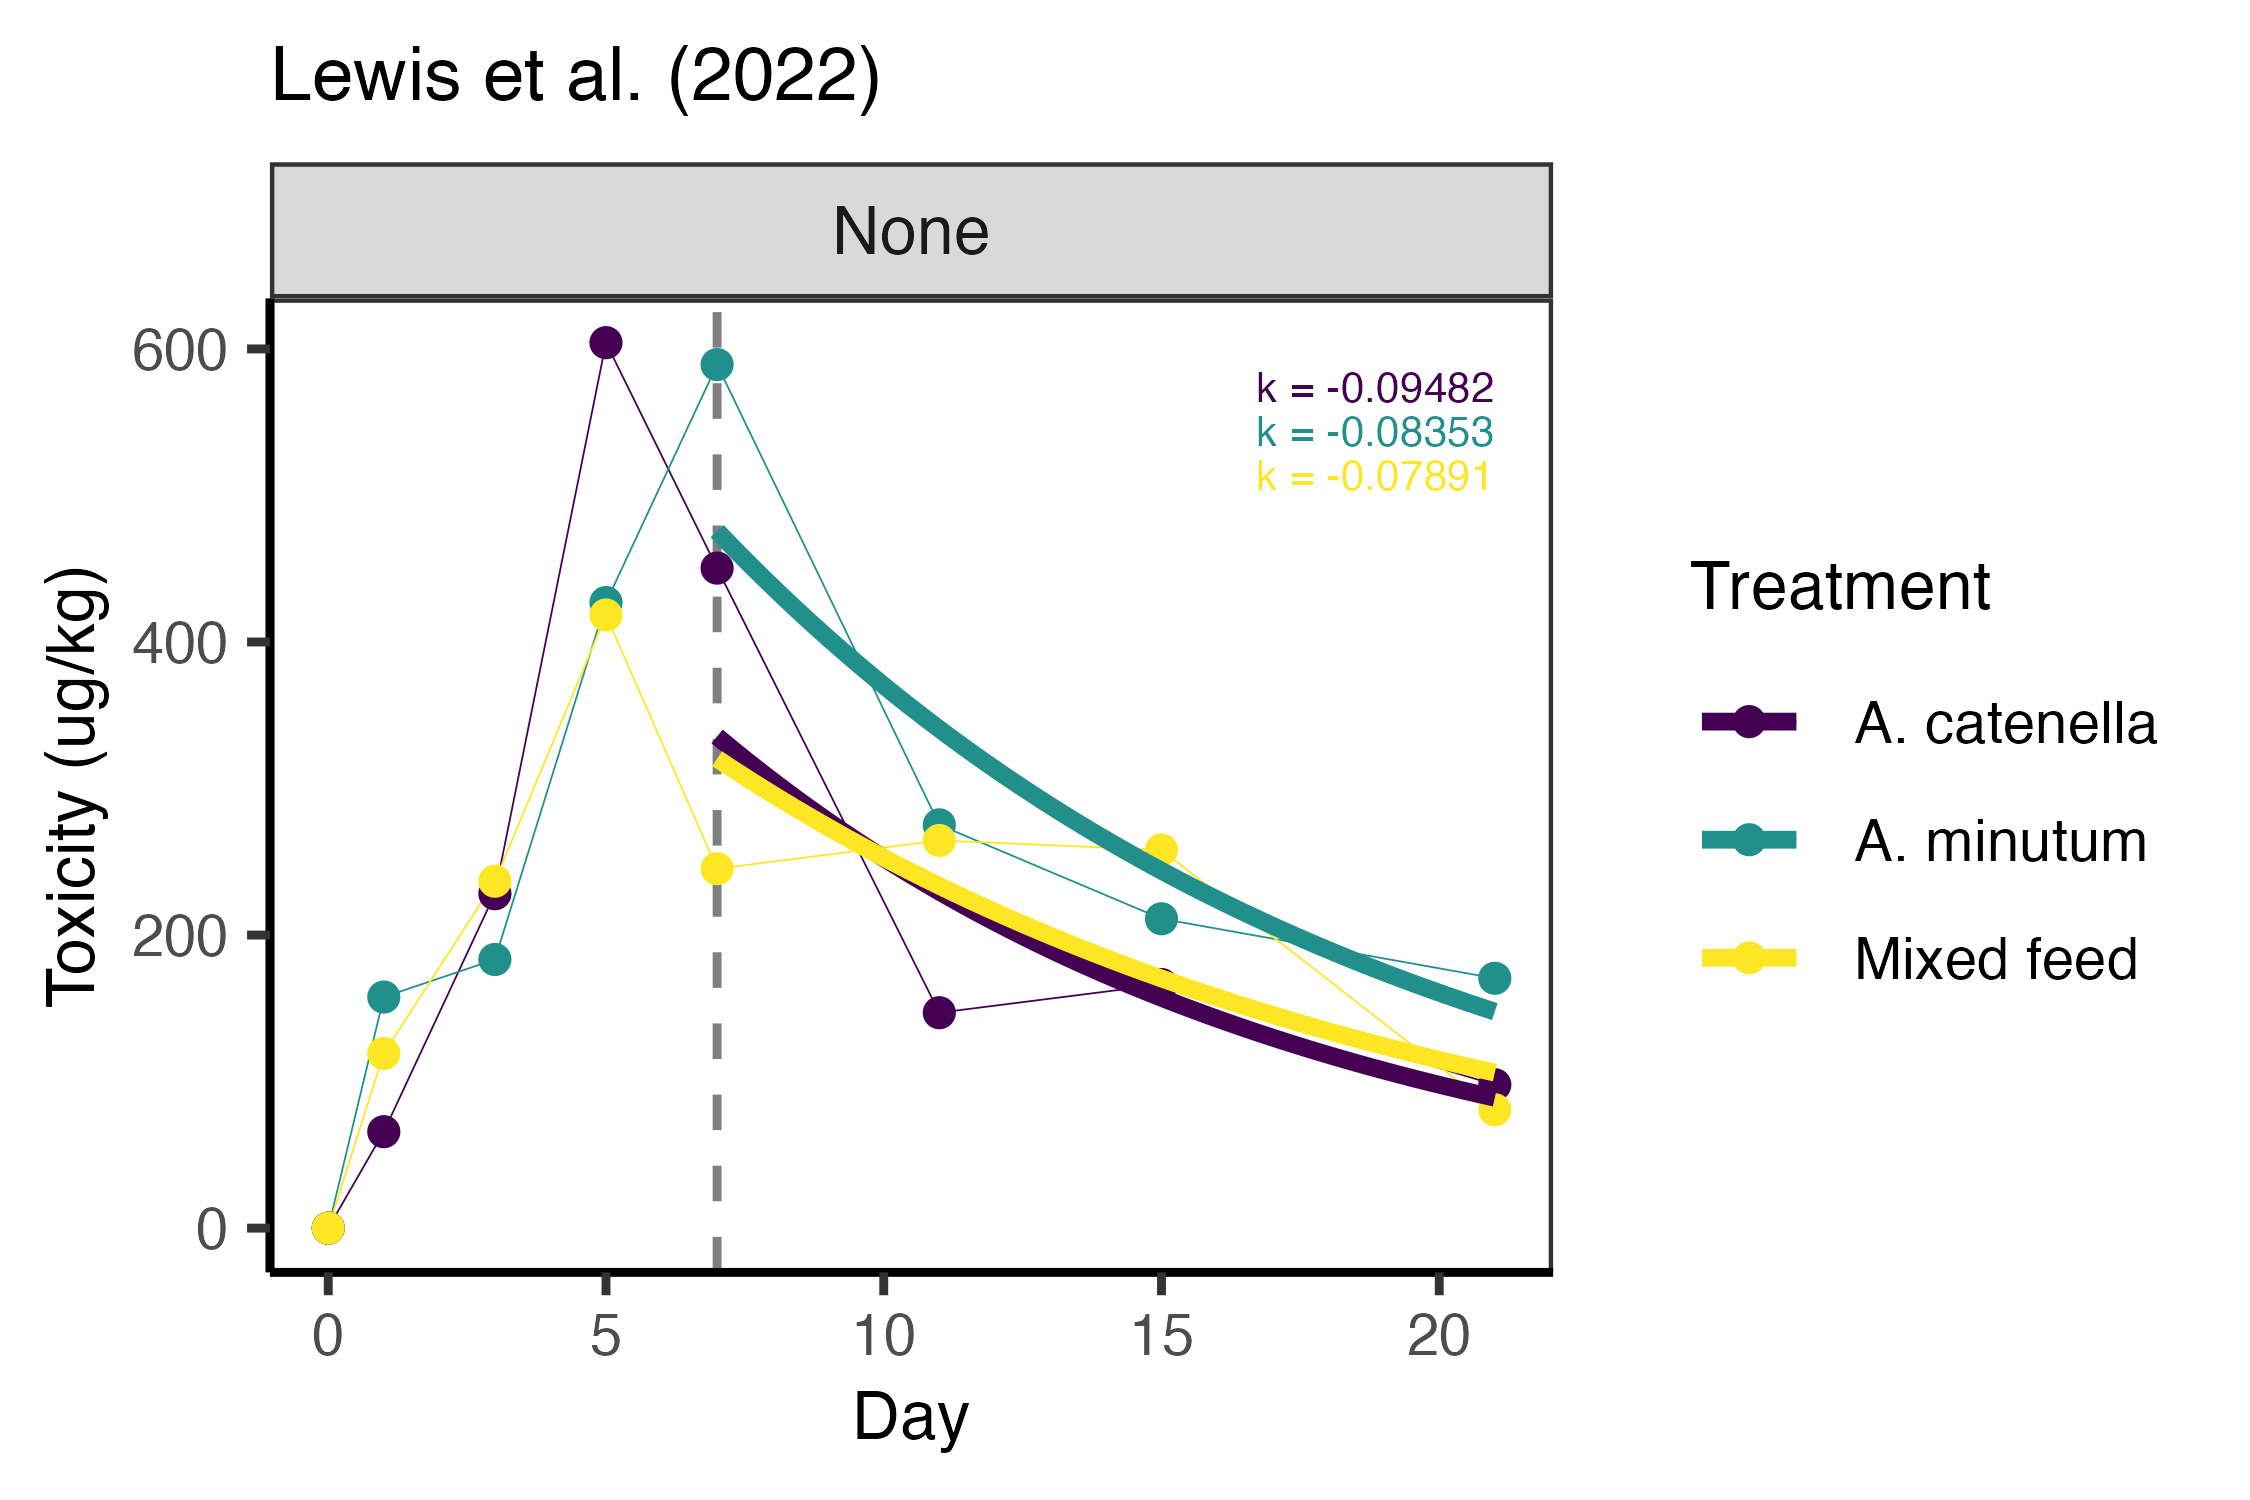 Lewis et al. (2022)
None
Toxicity (ug/kg)
600
400
200
0
k = -0.09482
k = -0.08353
k = -0.07891
0 5 10 15 20
Day
Treatment
A. catenella
A. minutum
Mixed feed